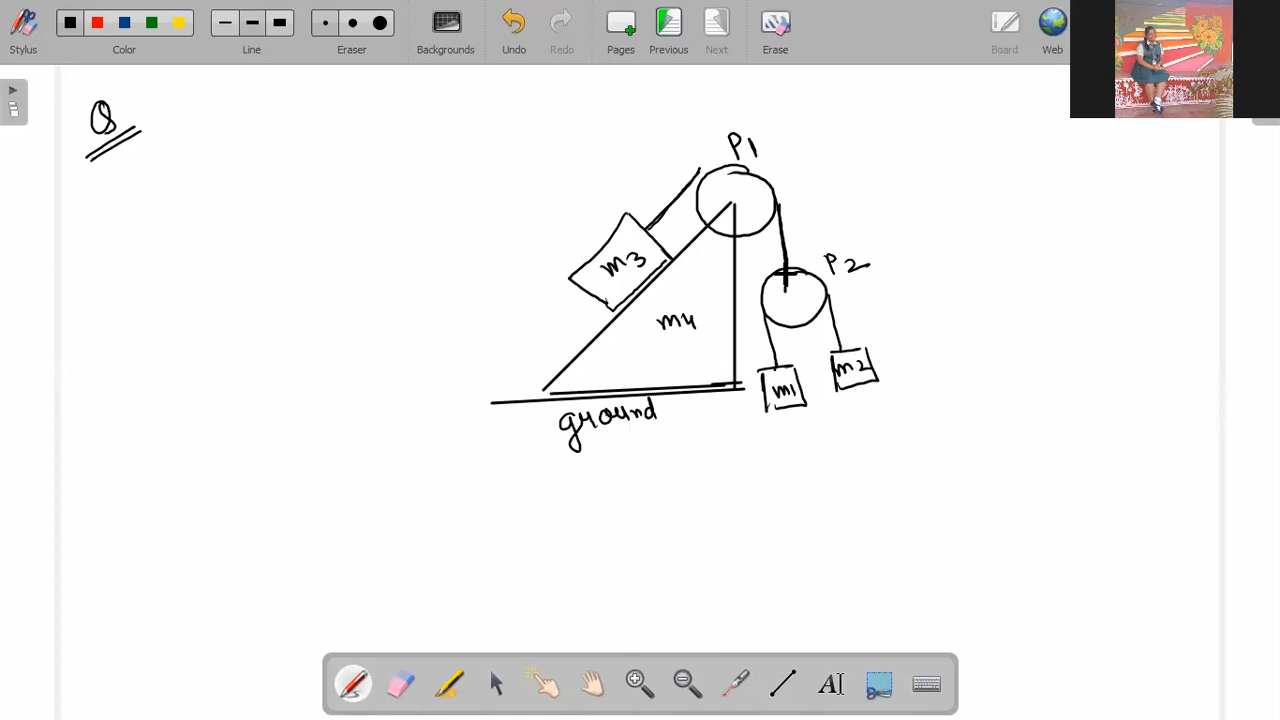 Stylus
Color
Line
Eraser
Backgrounds
Undo
Redo
Pages
Previous
Next
Erase
Board
Web
Q
P1
P2
m3
m4
m1
m2
ground
AI